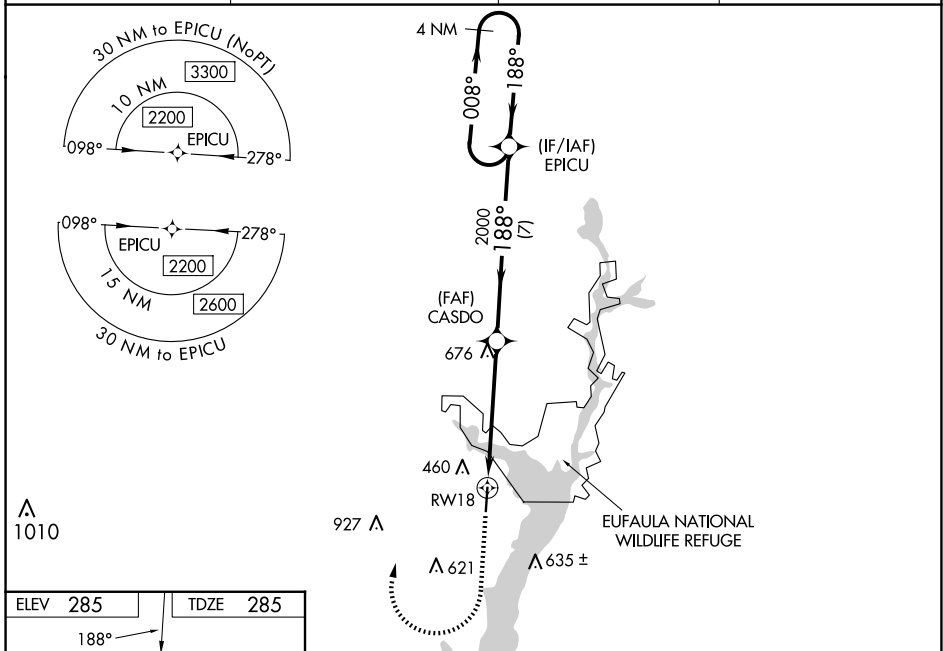 30 NM to EPICU (NoPT)
3300
10 NM
2200
EPICU
098°
278°
098°
278°
EPICU
2200
15 NM
2600
30 NM to EPICU
4 NM
008°
188°
(IF/IAF)
EPICU
2000
188°
(7)
(FAF)
CASDO
676
460
RW18
1010
927
EUFAULA NATIONAL
WILDLIFE REFUGE
621
635 ±
ELEV 285
TDZE 285
188°